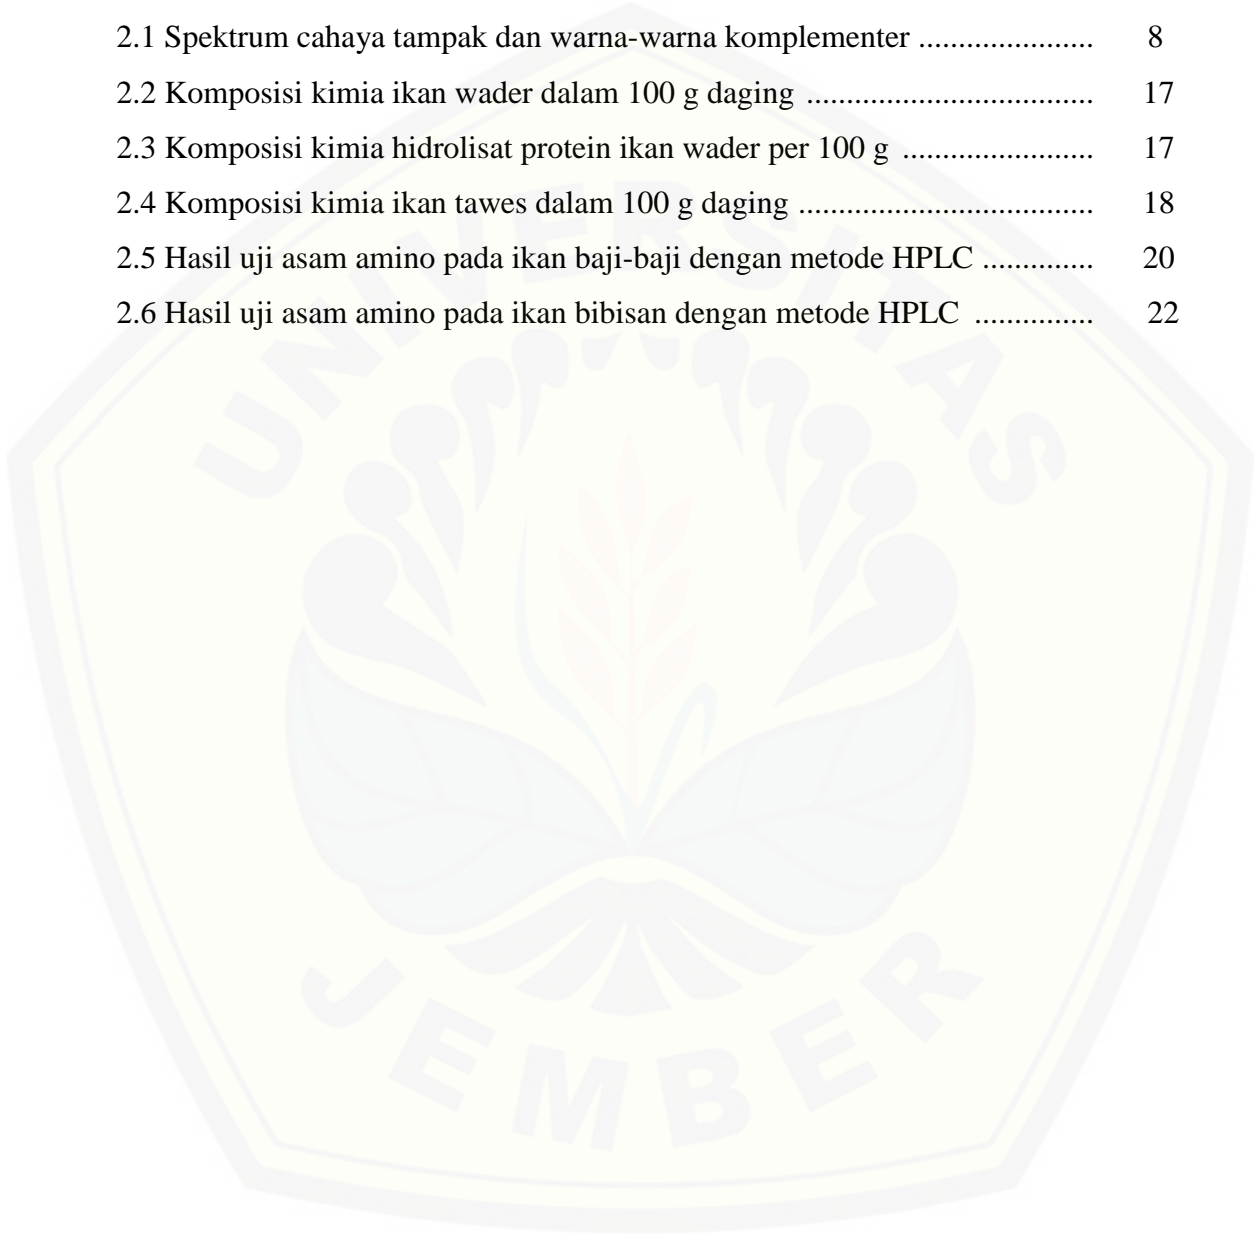 2.1 Spektrum cahaya tampak dan warna-warna komplementer ...................... 8
2.2 Komposisi kimia ikan wader dalam 100 g daging .................................... 17
2.3 Komposisi kimia hidrolisat protein ikan wader per 100 g ........................ 17
2.4 Komposisi kimia ikan tawes dalam 100 g daging ..................................... 18
2.5 Hasil uji asam amino pada ikan baji-baji dengan metode HPLC .............. 20
2.6 Hasil uji asam amino pada ikan bibisan dengan metode HPLC ............... 22
UNIVERSITAS
JEMBER